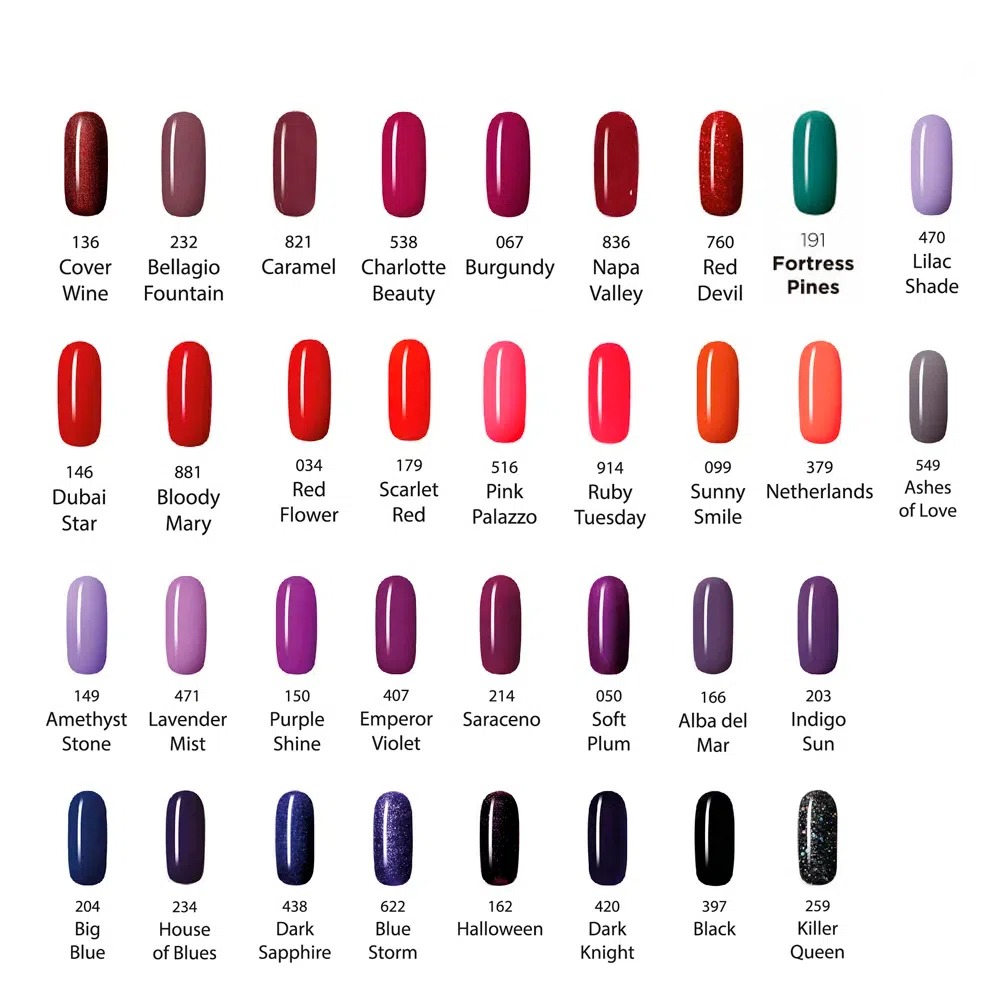 136 232 821 538 067 836 760 191 470
Cover Bellagio Caramel Charlotte Burgundy Napa Red Fortress Lilac
Wine Fountain Beauty Valley Devil Pines Shade
146 881 034 179 516 914 099 379 549
Dubai Bloody Red Scarlet Pink Ruby Sunny Netherlands Ashes
Star Mary Flower Red Palazzo Tuesday Smile of Love
149 471 150 407 214 050 166 203
Amethyst Lavender Purple Emperor Saraceno Soft Alba del Indigo
Stone Mist Shine Violet Plum Mar Sun
204 234 438 622 162 420 397 259
Big House Dark Blue Halloween Dark Black Killer
Blue of Blues Sapphire Storm Knight Queen